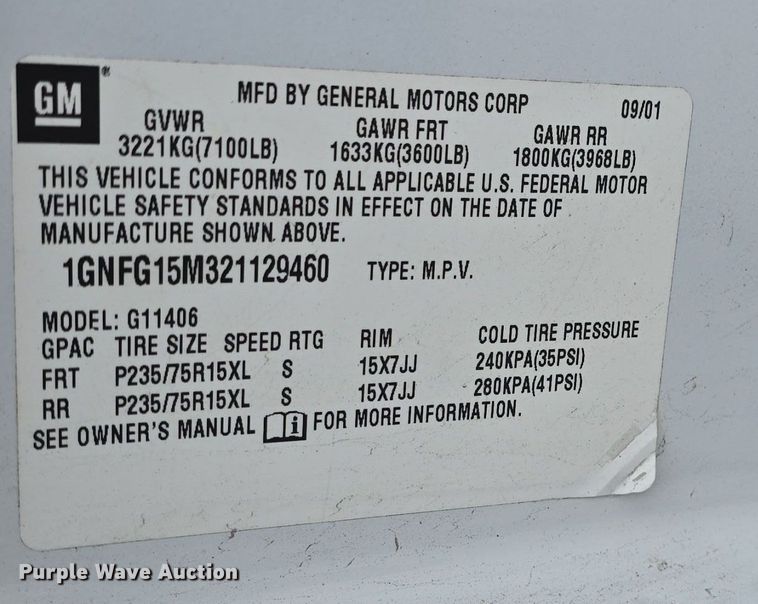 GM ®
MFD BY GENERAL MOTORS CORP 09/01
GVWR GAWR FRT GAWR RR
3221KG(7100LB) 1633KG(3600LB) 1800KG(3968LB)
THIS VEHICLE CONFORMS TO ALL APPLICABLE U.S. FEDERAL MOTOR
VEHICLE SAFETY STANDARDS IN EFFECT ON THE DATE OF
MANUFACTURE SHOWN ABOVE.
1GNFG15M321129460 TYPE: M.P.V.
MODEL: G11406
GPAC TIRE SIZE SPEED RTG RIM COLD TIRE PRESSURE
FRT P235/75R15XL S 15X7JJ 240KPA(35PSI)
RR P235/75R15XL S 15X7JJ 280KPA(41PSI)
SEE OWNER'S MANUAL i FOR MORE INFORMATION.
Purple Wave Auction